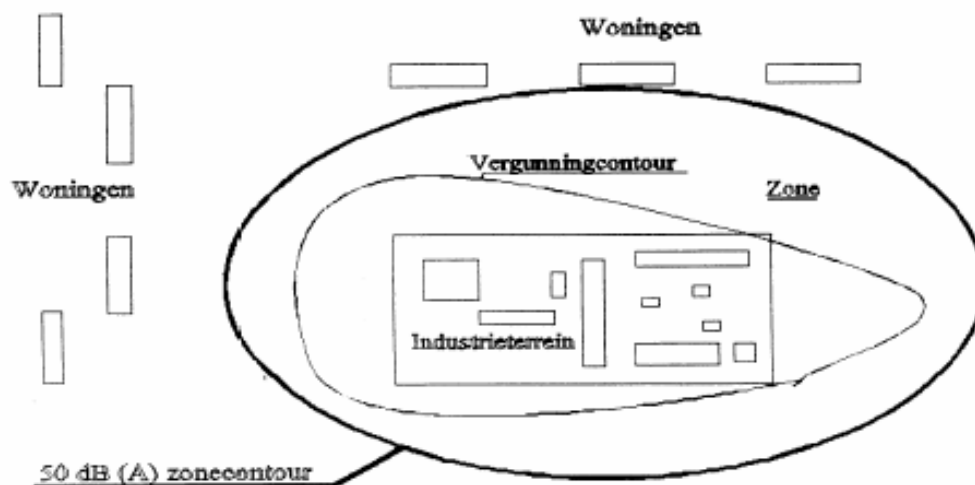 Woningen
Vergunningcontour
Woningen
Zone
Industrieterrein
50 dB (A) zonecontour